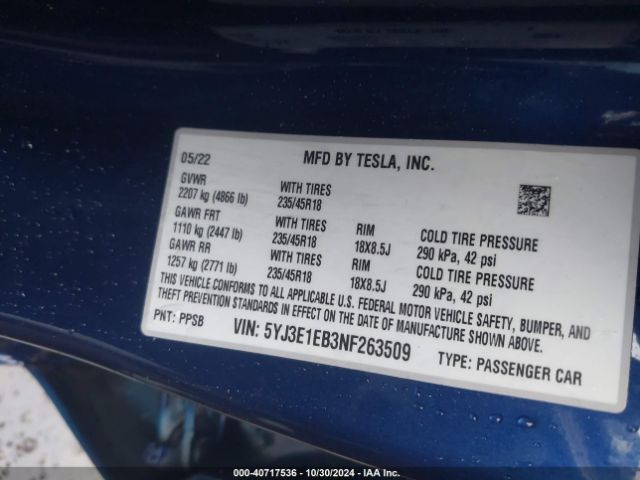 05/22
MFD BY TESLA, INC.
GVWR
2207 kg (4866 lb)
WITH TIRES
235/45R18
GAWR FRT
1110 kg (2447 lb)
WITH TIRES
235/45R18
RIM
18X8.5J
COLD TIRE PRESSURE
290 kPa, 42 psi
GAWR RR
1257 kg (2771 lb)
WITH TIRES
235/45R18
RIM
18X8.5J
COLD TIRE PRESSURE
290 kPa, 42 psi
THIS VEHICLE CONFORMS TO ALL APPLICABLE U.S. FEDERAL MOTOR VEHICLE SAFETY, BUMPER, AND
THEFT PREVENTION STANDARDS IN EFFECT ON THE DATE OF MANUFACTURE SHOWN ABOVE.
PNT: PPSB
VIN: 5YJ3E1EB3NF263509
TYPE: PASSENGER CAR
000-40717536 - 10/30/2024 - IAA Inc.